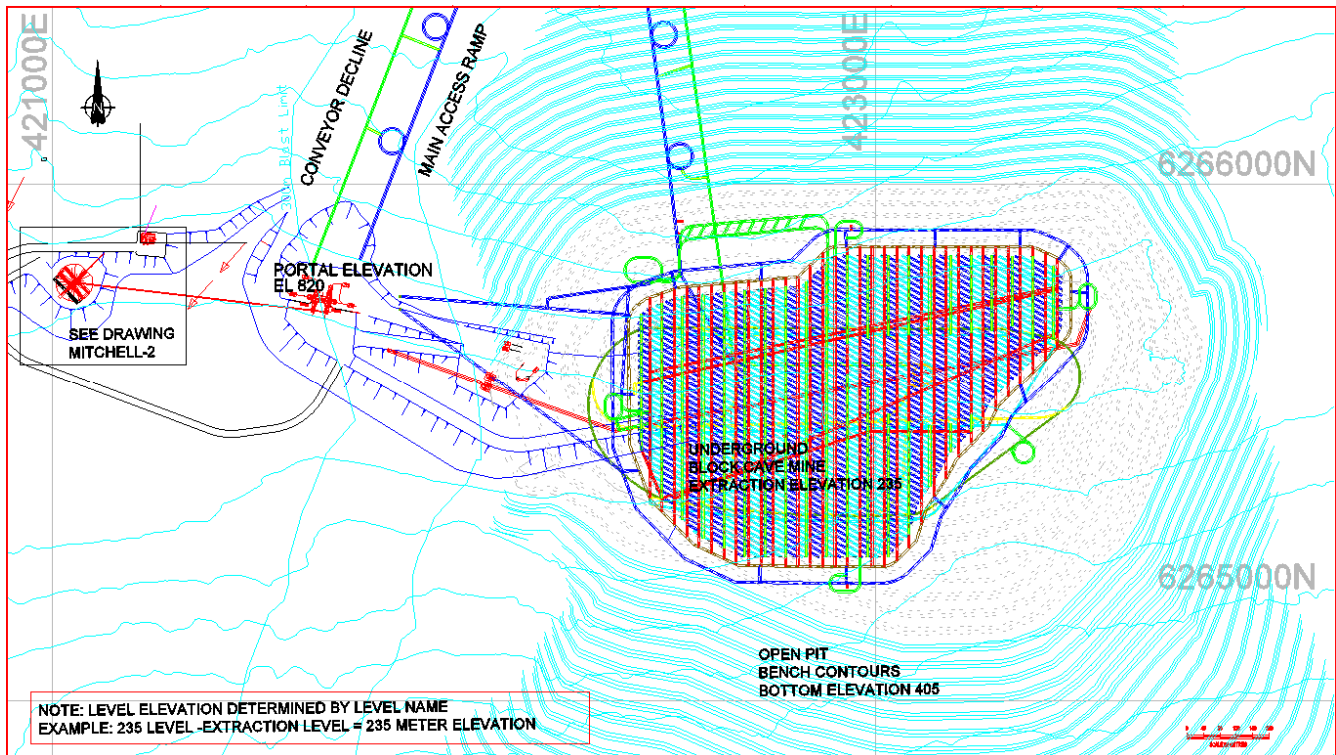 421000E
423000E
6266000N
CONVEYOR DECLINE
MAIN ACCESS RAMP
Blast Limit
PORTAL ELEVATION
EL 820
SEE DRAWING
MITCHELL-2
UNDERGROUND
BLOCK CAVE MINE
EXTRACTION ELEVATION 235
6265000N
OPEN PIT
BENCH CONTOURS
BOTTOM ELEVATION 405
NOTE: LEVEL ELEVATION DETERMINED BY LEVEL NAME
EXAMPLE: 235 LEVEL -EXTRACTION LEVEL = 235 METER ELEVATION